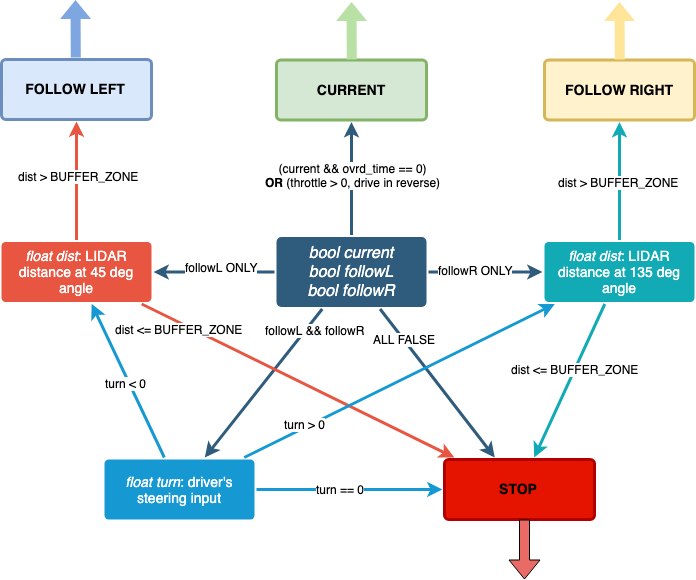 FOLLOW LEFT
CURRENT
FOLLOW RIGHT
dist > BUFFER_ZONE
(current && ovrd_time == 0)
OR (throttle > 0, drive in reverse)
dist > BUFFER_ZONE
float dist: LIDAR
distance at 45 deg
angle
followL ONLY
bool current
bool followL
bool followR
followR ONLY
float dist: LIDAR
distance at 135 deg
angle
dist <= BUFFER_ZONE
followL && followR
ALL FALSE
dist <= BUFFER_ZONE
turn < 0
turn > 0
float turn: driver's
steering input
turn == 0
STOP